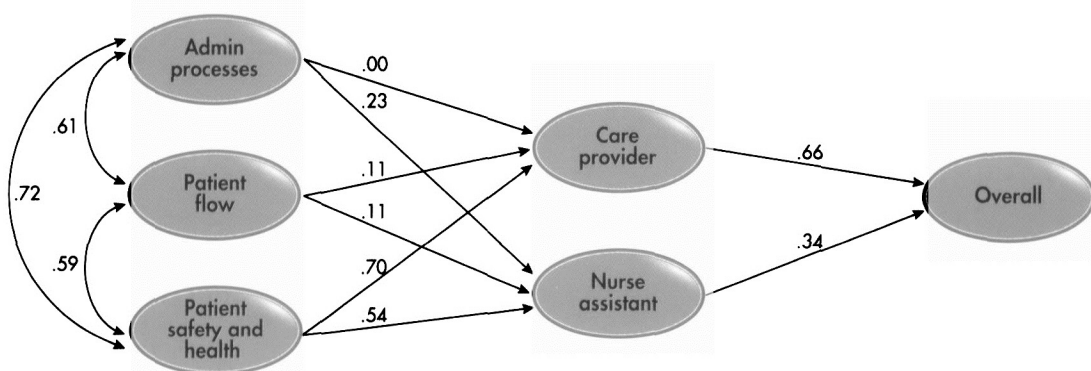 Admin
processes
.00
.23
.61
Care
provider
.66
.72
Patient
flow
.11
.11
Overall
.59
.70
.34
Nurse
assistant
Patient
safety and
health
.54